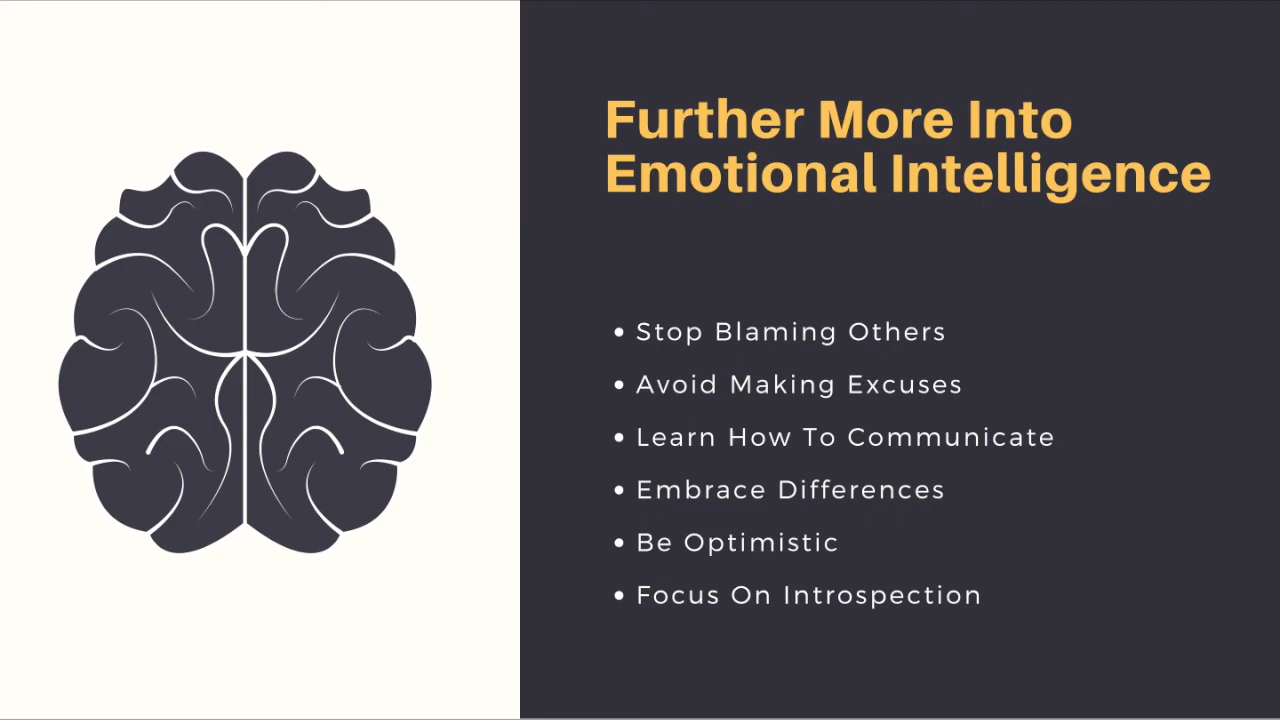 Further More Into
Emotional Intelligence
• Stop Blaming Others
• Avoid Making Excuses
• Learn How To Communicate
• Embrace Differences
• Be Optimistic
• Focus On Introspection